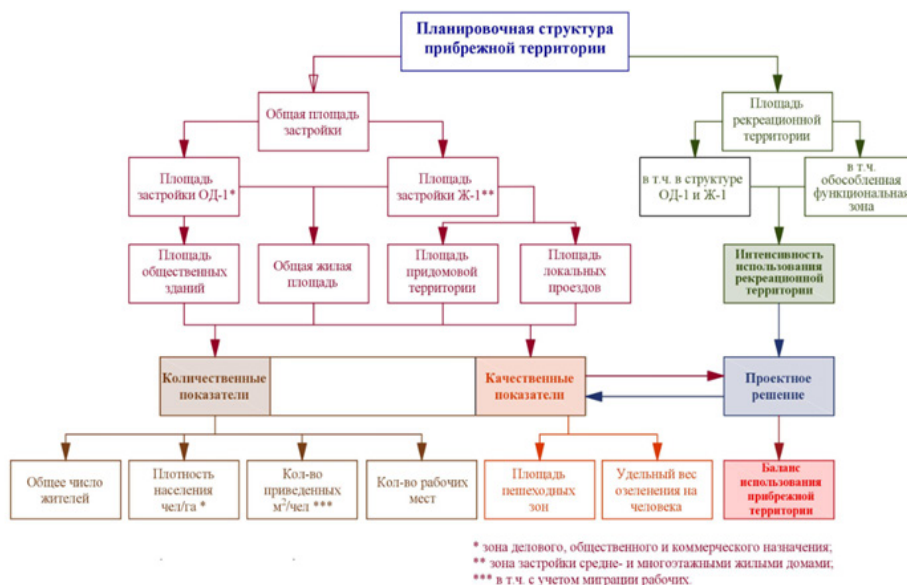 Планировочная структура
прибрежной территории
Общая площадь
застройки
Площадь
рекреационной
территории
Площадь
застройки ОД-1*
Площадь
застройки Ж-1**
в т.ч. в структуре
ОД-1 и Ж-1
в т.ч.
обособленная
функциональная
зона
Площадь
общественных
зданий
Общая жилая
площадь
Площадь
придомовой
территории
Площадь
локальных
проездов
Интенсивность
использования
рекреационной
территории
Количественные
показатели
Качественные
показатели
Проектное
решение
Общее число
жителей
Плотность
населения
чел/га *
Кол-во
приведенных
м²/чел ***
Кол-во рабочих
мест
Площадь
пешеходных
зон
Удельный вес
озеленения на
человека
Баланс
использования
прибрежной
территории
* зона делового, общественного и коммерческого назначения;
** зона застройки средне- и многоэтажными жилыми домами;
*** в т.ч. с учетом миграции рабочих.